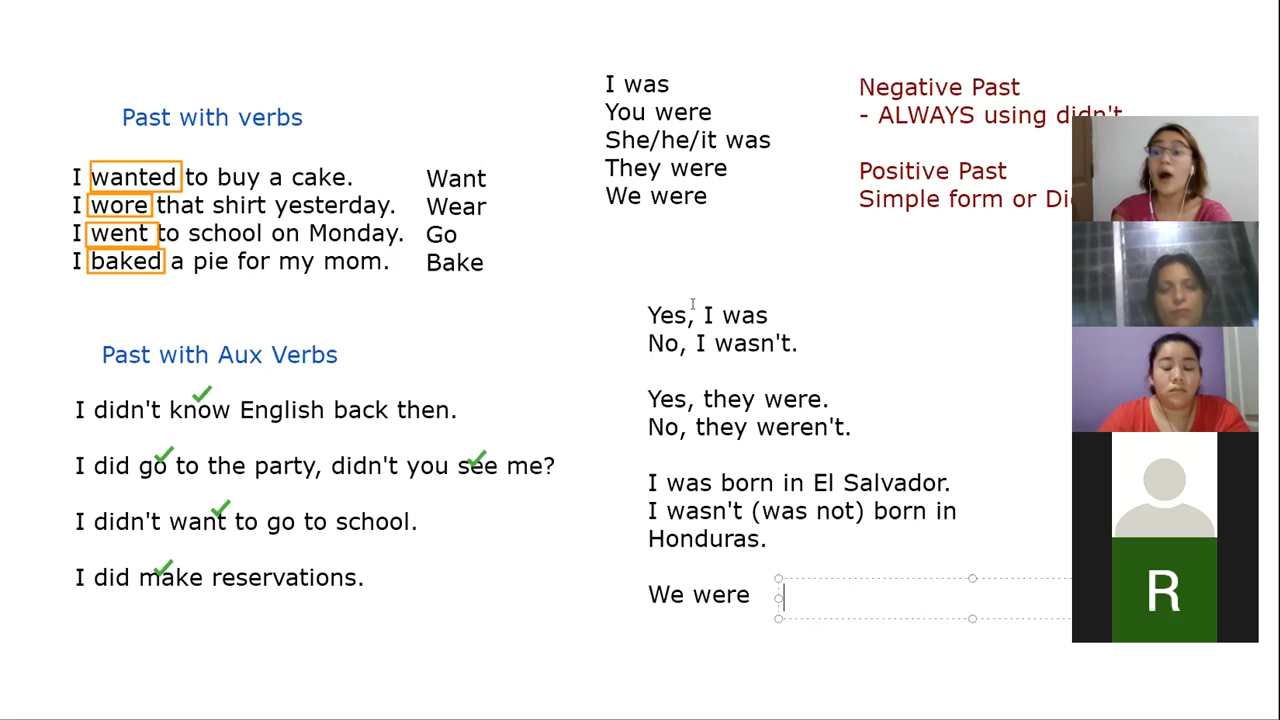 Past with verbs
I wanted to buy a cake.
I wore that shirt yesterday.
I went to school on Monday.
I baked a pie for my mom.
Want
Wear
Go
Bake
Past with Aux Verbs
I didn't know English back then.
I did go to the party, didn't you see me?
I didn't want to go to school.
I did make reservations.
I was
You were
She/he/it was
They were
We were
Negative Past
- ALWAYS using didn't
Positive Past
Simple form or
Yes, I was
No, I wasn't.
Yes, they were.
No, they weren't.
I was born in El Salvador.
I wasn't (was not) born in
Honduras.
We were
R